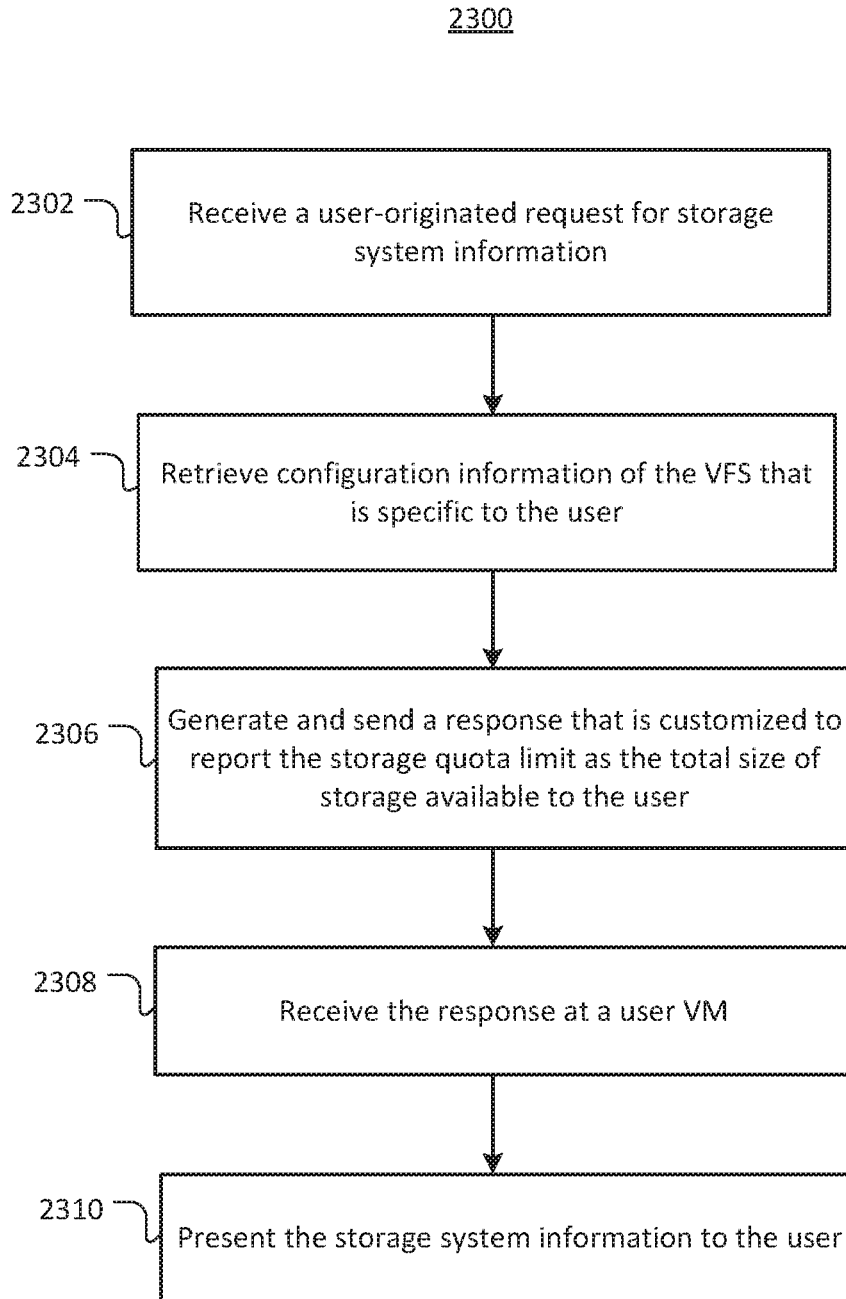 2300
2302
Receive a user-originated request for storage
system information
2304
Retrieve configuration information of the VFS that
is specific to the user
2306
Generate and send a response that is customized to
report the storage quota limit as the total size of
storage available to the user
2308
Receive the response at a user VM
2310
Present the storage system information to the user